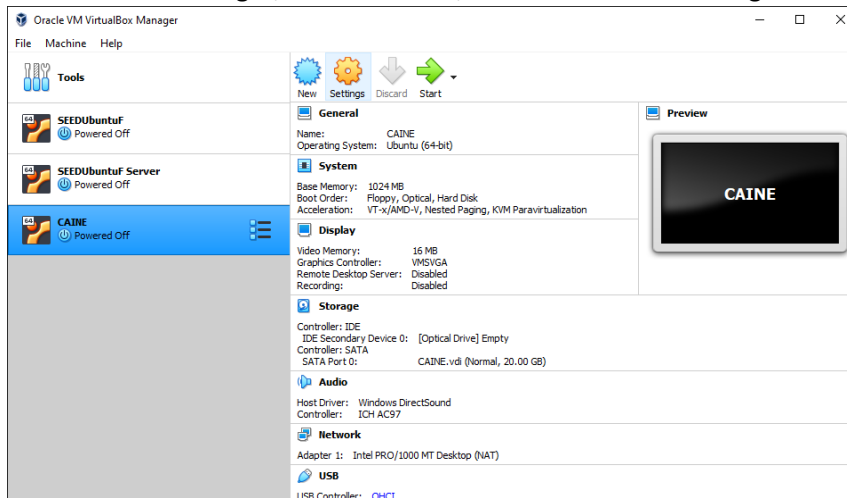 Oracle VM VirtualBox Manager
File Machine Help
Tools
New Settings Discard Start
64
SEEDUbuntuF
Powered Off
64
SEEDUbuntuF Server
Powered Off
64
CAINE
Powered Off
General
Name: CAINE
Operating System: Ubuntu (64-bit)
System
Base Memory: 1024 MB
Boot Order: Floppy, Optical, Hard Disk
Acceleration: VT-x/AMD-V, Nested Paging, KVM Paravirtualization
Display
Video Memory: 16 MB
Graphics Controller: VMSVGA
Remote Desktop Server: Disabled
Recording: Disabled
Storage
Controller: IDE
IDE Secondary Device 0: [Optical Drive] Empty
Controller: SATA
SATA Port 0: CAINE.vdi (Normal, 20.00 GB)
Audio
Host Driver: Windows DirectSound
Controller: ICH AC97
Network
Adapter 1: Intel PRO/1000 MT Desktop (NAT)
USB
USB Controller: OHCI
Preview
CAINE